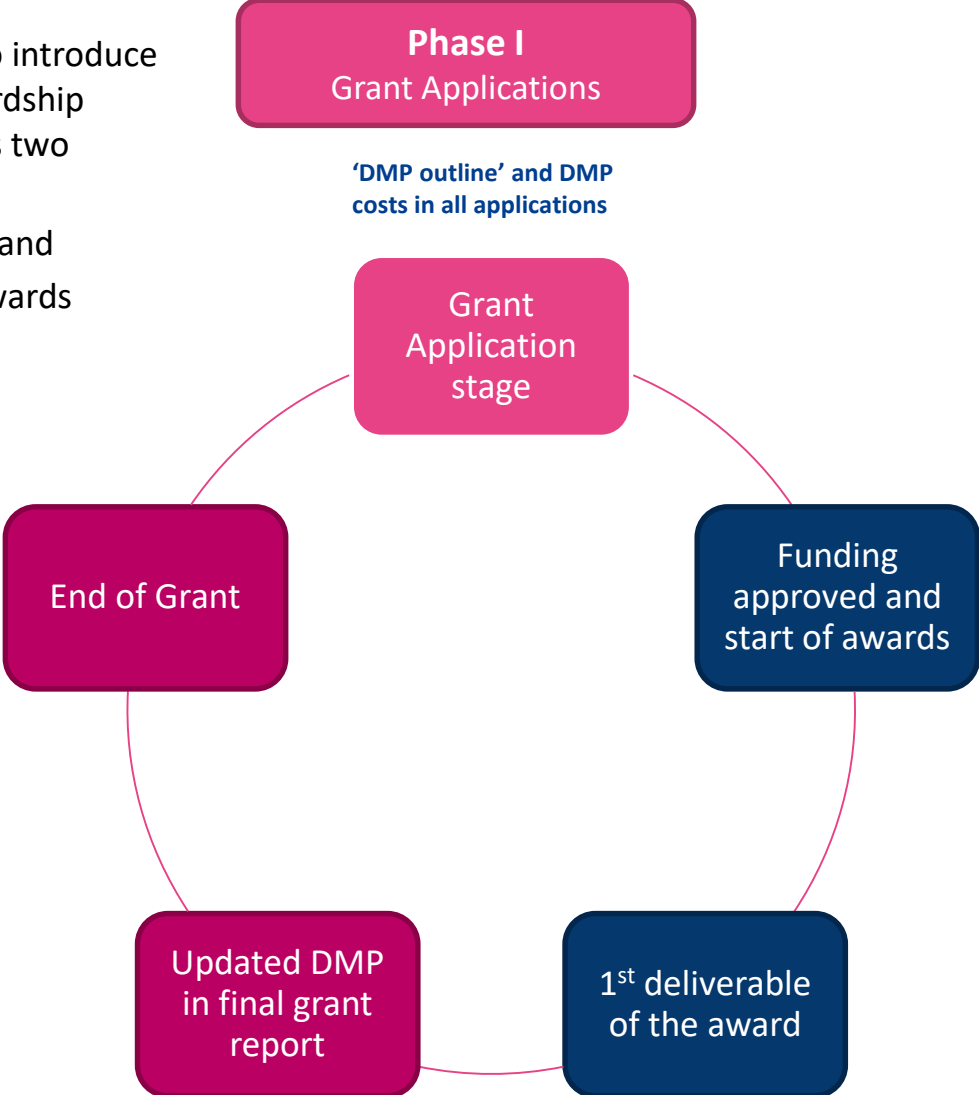 introduce
rdship
two
and
wards
Phase I
Grant Applications
‘DMP outline’ and DMP
costs in all applications
Grant
Application
stage
Funding
approved and
start of awards
1st deliverable
of the award
Updated DMP
in final grant
report
End of Grant